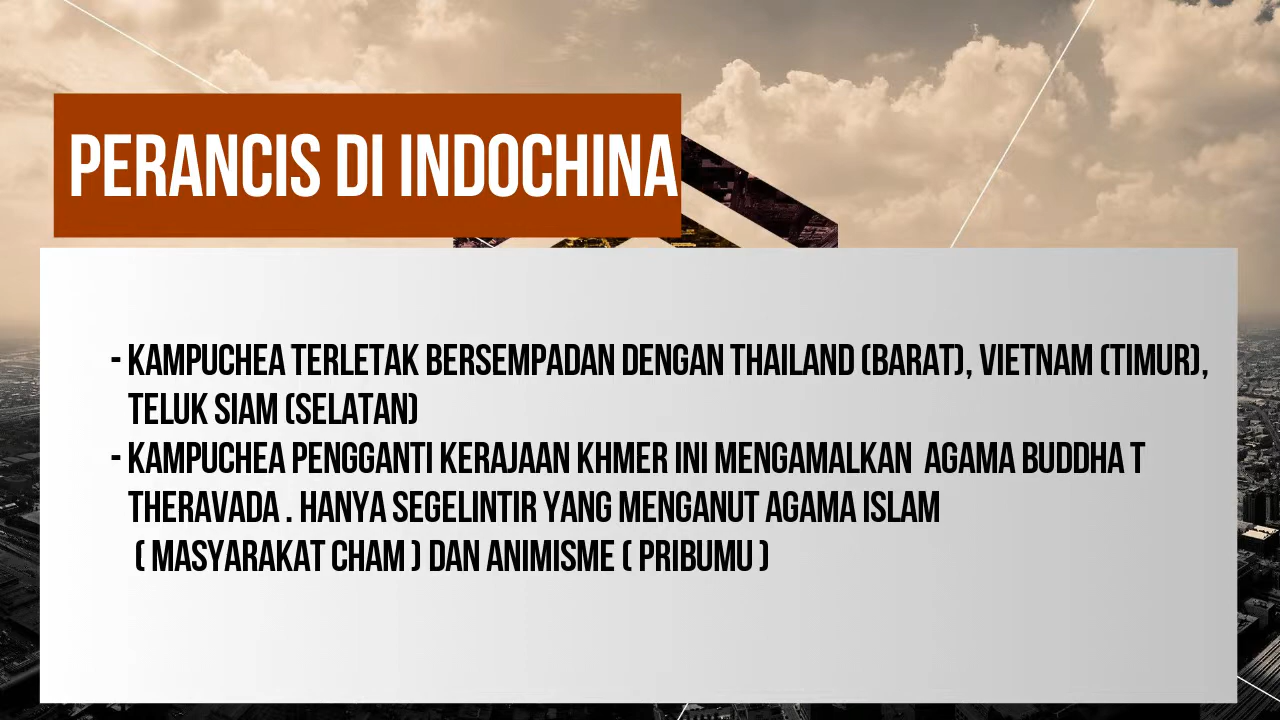 PERANCIS DI INDOCHINA
- KAMPUCHEA TERLETAK BERSEMPADAN DENGAN THAILAND (BARAT), VIETNAM (TIMUR),
TELUK SIAM (SELATAN)
- KAMPUCHEA PENGGANTI KERAJAAN KHMER INI MENGAMALKAN AGAMA BUDDHA T
THERAVADA . HANYA SEGELINTIR YANG MENGANUT AGAMA ISLAM
( MASYARAKAT CHAM ) DAN ANIMISME ( PRIBUMU )